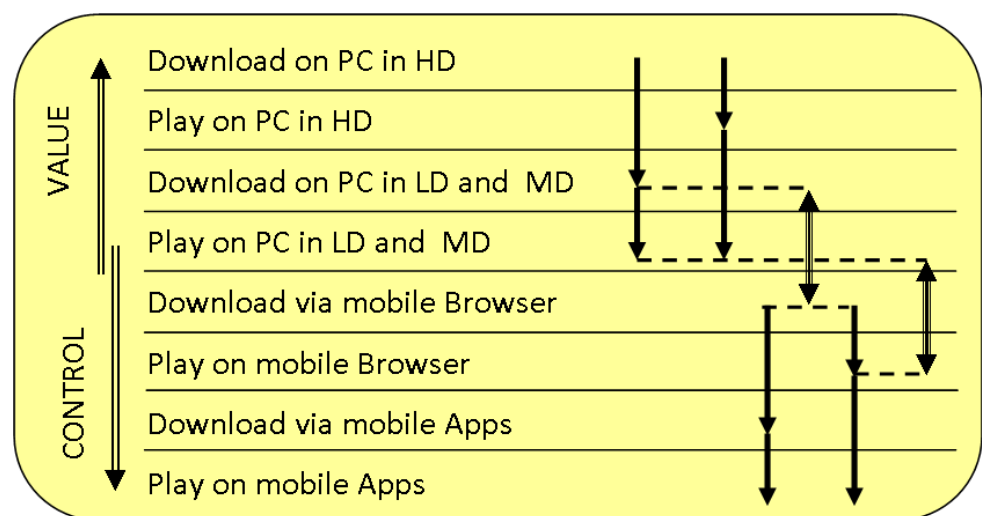 VALUE
CONTROL
Download on PC in HD
Play on PC in HD
Download on PC in LD and  MD
Play on PC in LD and  MD
Download via mobile Browser
Play on mobile Browser
Download via mobile Apps
Play on mobile Apps